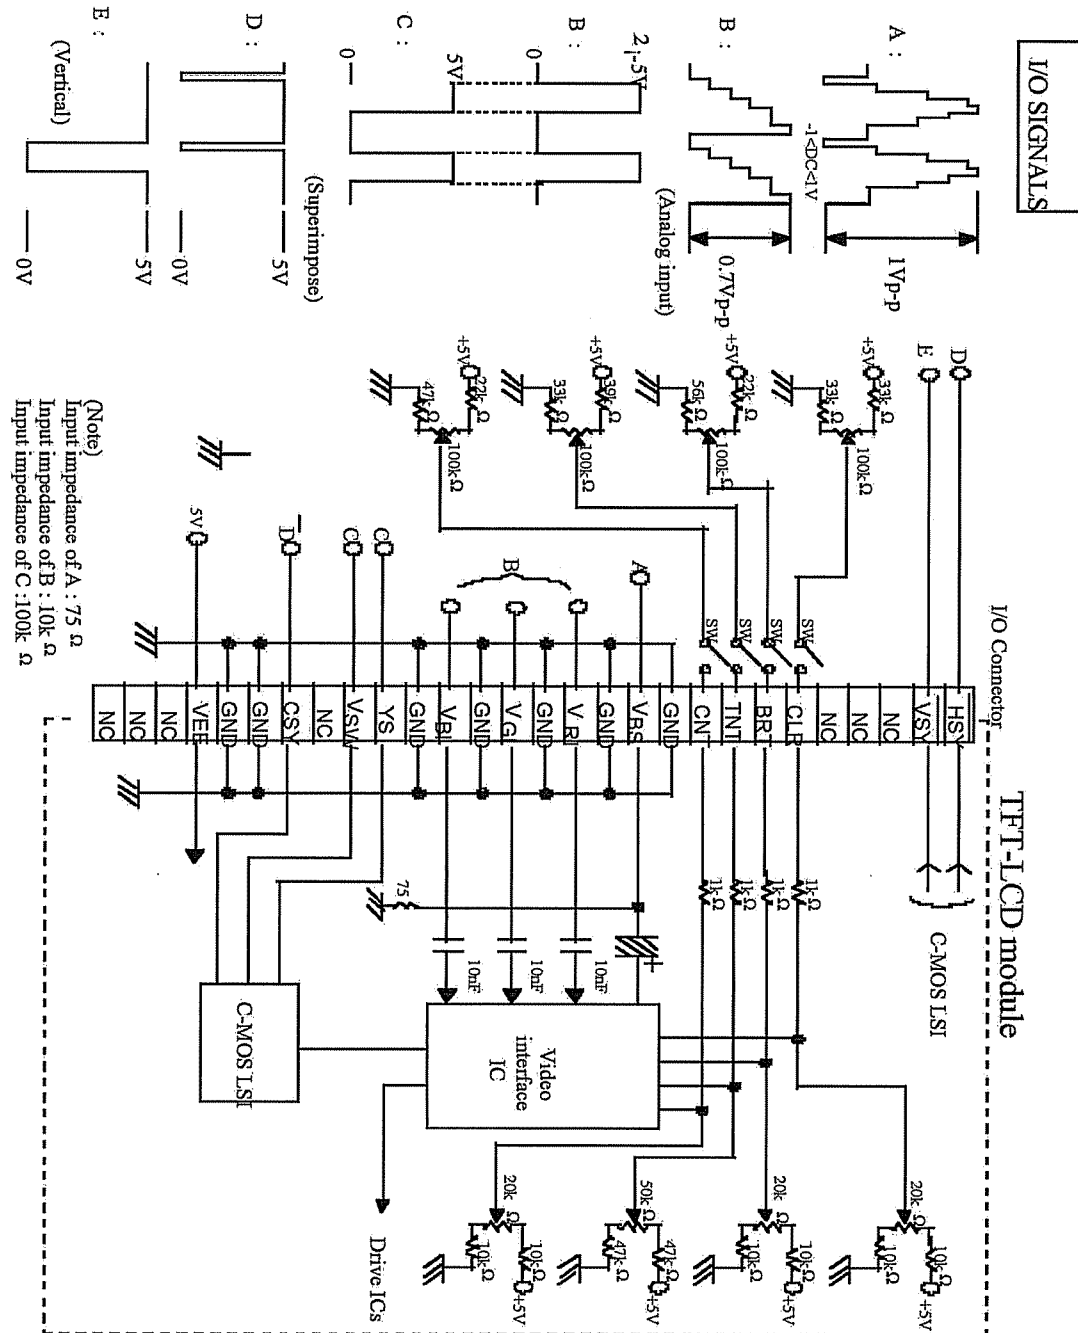 I/O SIGNALS
A :
1Vp-p
-1<DC<1V
B :
0.7Vp-p
(Analog input)
B :
5V
0
C :
5V
0
(Superimpose)
D :
5V
0V
E :
(Vertical)
5V
0V
I/O Connector
TFT-LCD module
D
E
+5V
33k Ω
33k Ω
100k Ω
+5V
22k Ω
56k Ω
100k Ω
+5V
39k Ω
33k Ω
100k Ω
+5V
22k Ω
47k Ω
100k Ω
SW
SW
SW
SW
A
B
C
C
D
5V
HSY
VSY
NC
NC
NC
CLR
BRT
TNT
CNT
GND
VBS
GND
VRI
GND
VG
GND
VBI
GND
YS
VSW
NC
CSY
GND
GND
VEE
NC
NC
NC
C-MOS LSI
1k Ω
1k Ω
1k Ω
1k Ω
+
75
10nF
10nF
10nF
Video
interface
IC
C-MOS LSI
20k Ω
10k Ω
10k Ω
+5V
20k Ω
10k Ω
10k Ω
+5V
50k Ω
47k Ω
47k Ω
+5V
20k Ω
10k Ω
10k Ω
+5V
Drive ICs
(Note)
Input impedance of A : 75 Ω
Input impedance of B : 10k Ω
Input impedance of C :100k Ω